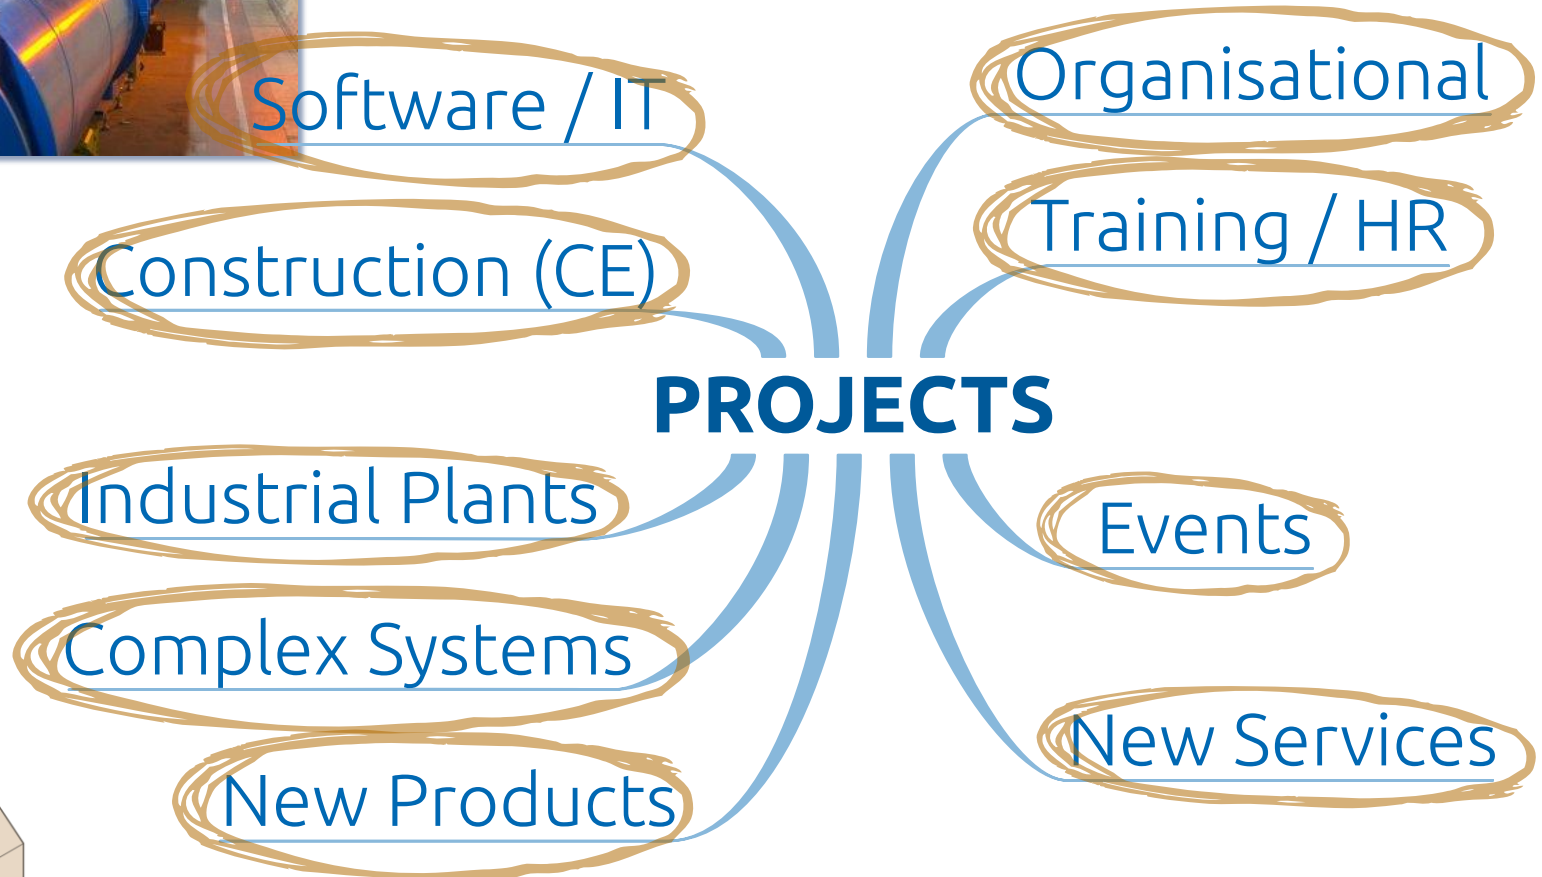 Software / IT
Organisational
Training / HR
Construction (CE)
PROJECTS
Industrial Plants
Events
Complex Systems
New Services
New Products